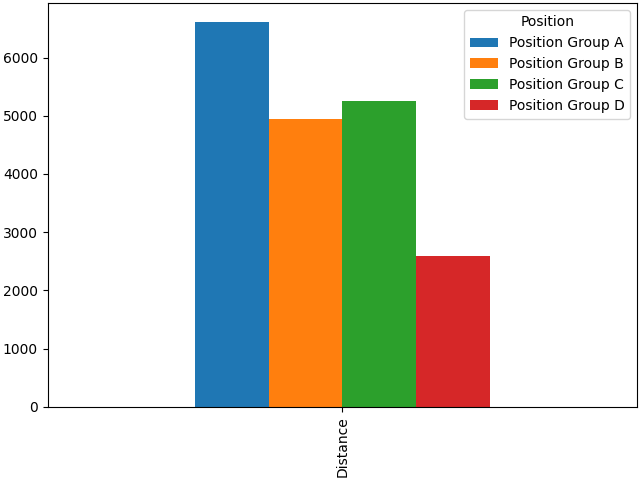 Position
Position Group A
Position Group B
Position Group C
Position Group D
6000
5000
4000
3000
2000
1000
0
Distance